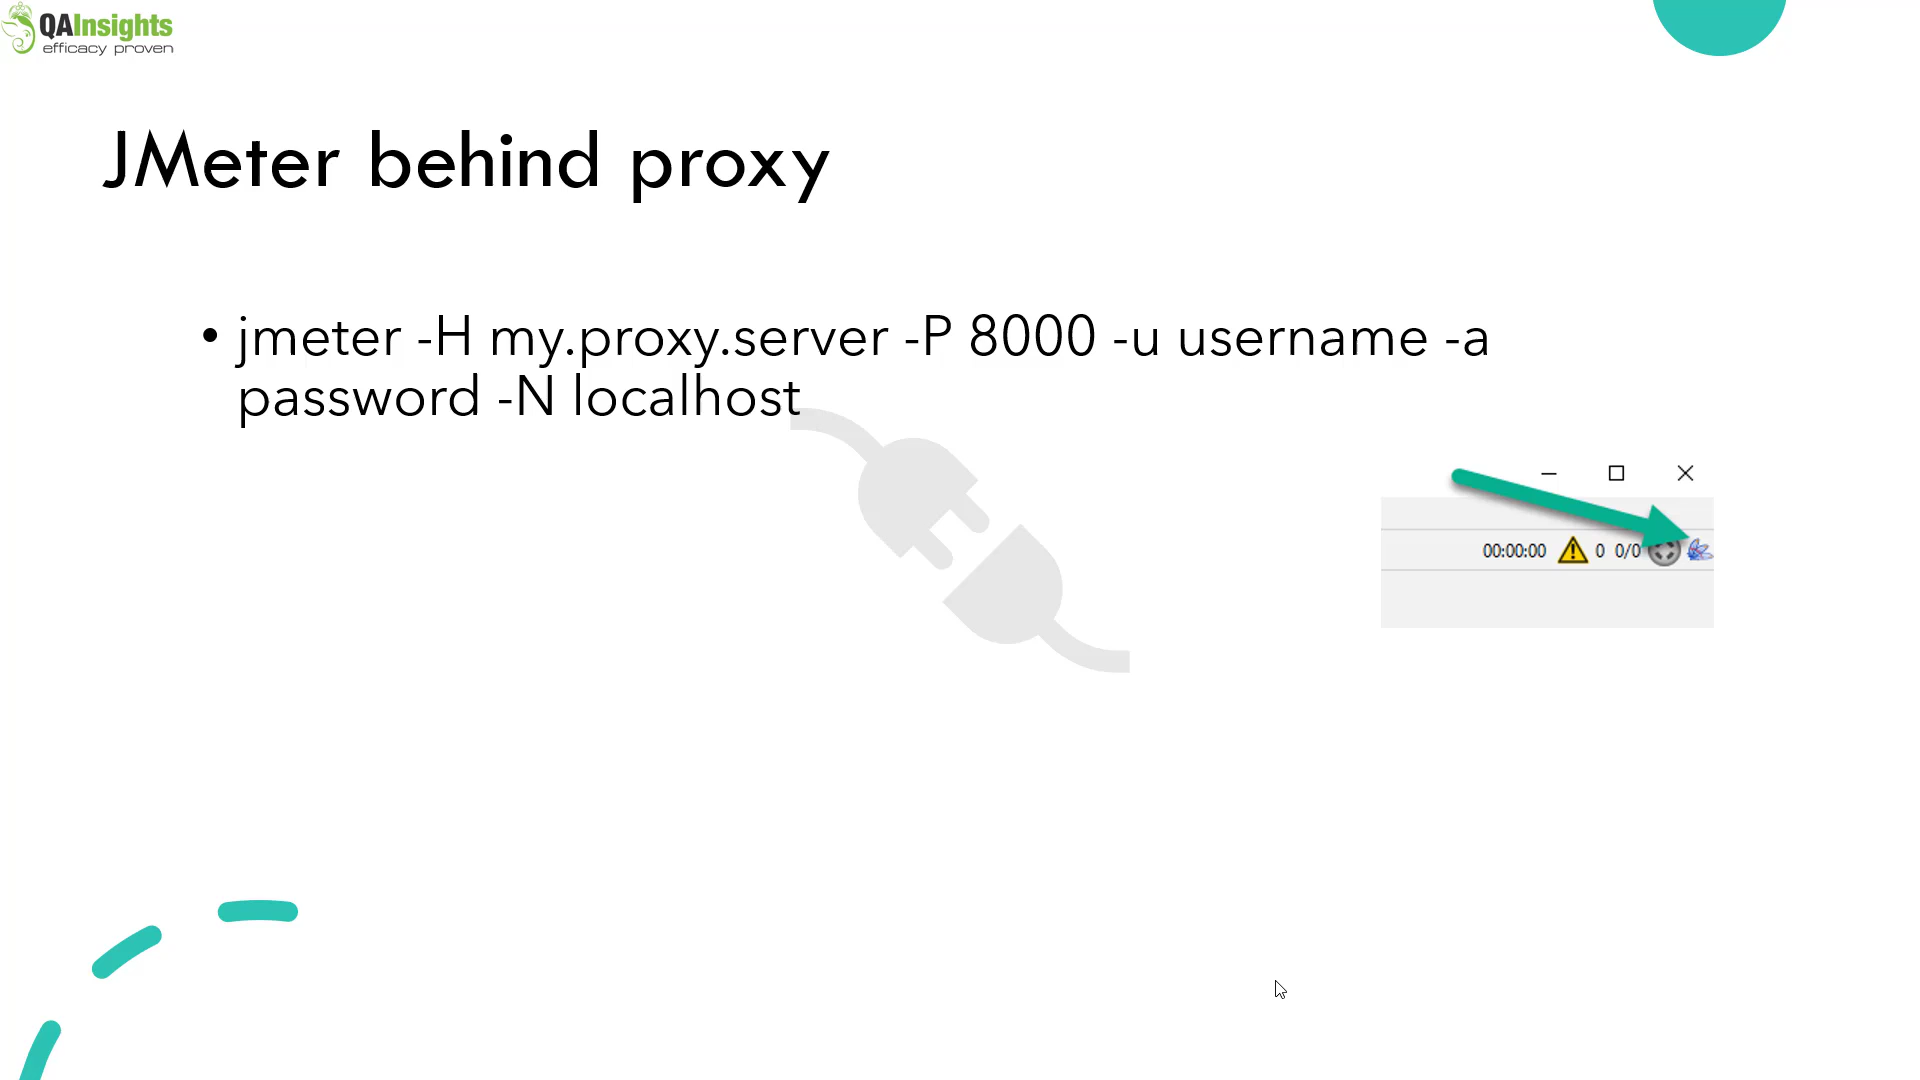 QAInsights
efficacy proven
JMeter behind proxy
• jmeter -H my.proxy.server -P 8000 -u username -a
password -N localhost
00:00:00 0 0/0